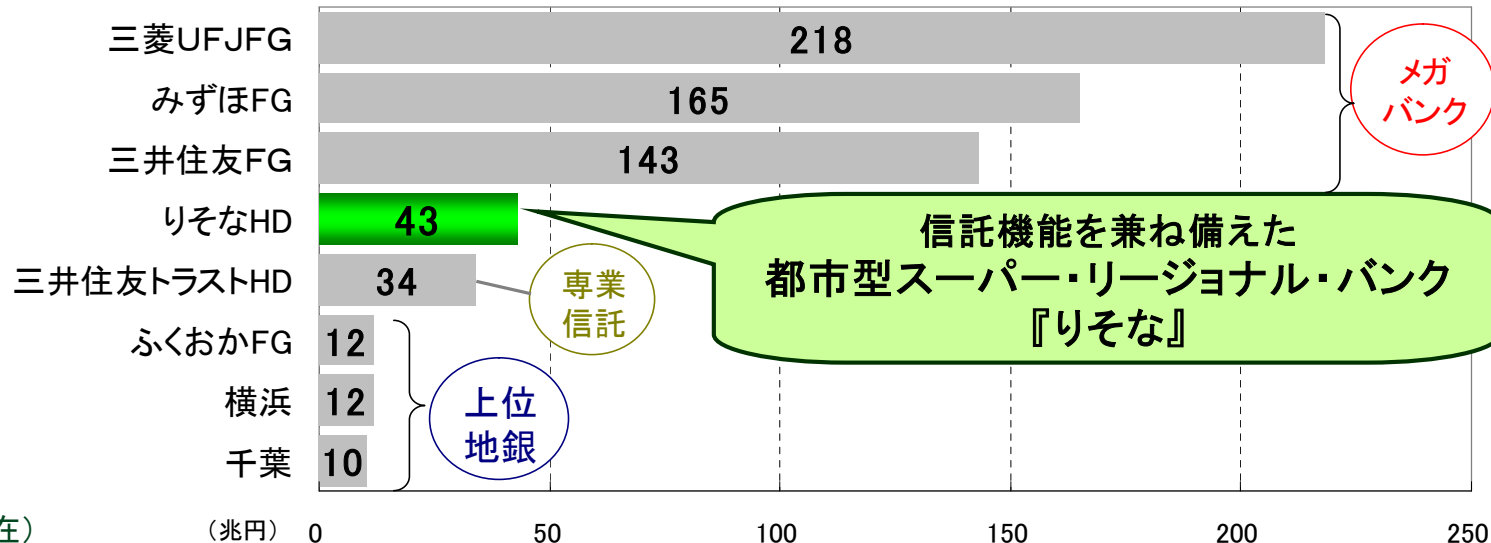 三菱UFJFG
218
みずほFG
165
三井住友FG
143
メガ
バンク
りそなHD
43
信託機能を兼ね備えた
都市型スーパー・リージョナル・バンク
『りそな』
三井住友トラストHD
34
専業
信託
ふくおかFG
12
横浜
12
千葉
10
上位
地銀
在）
（兆円）
0
50
100
150
200
250